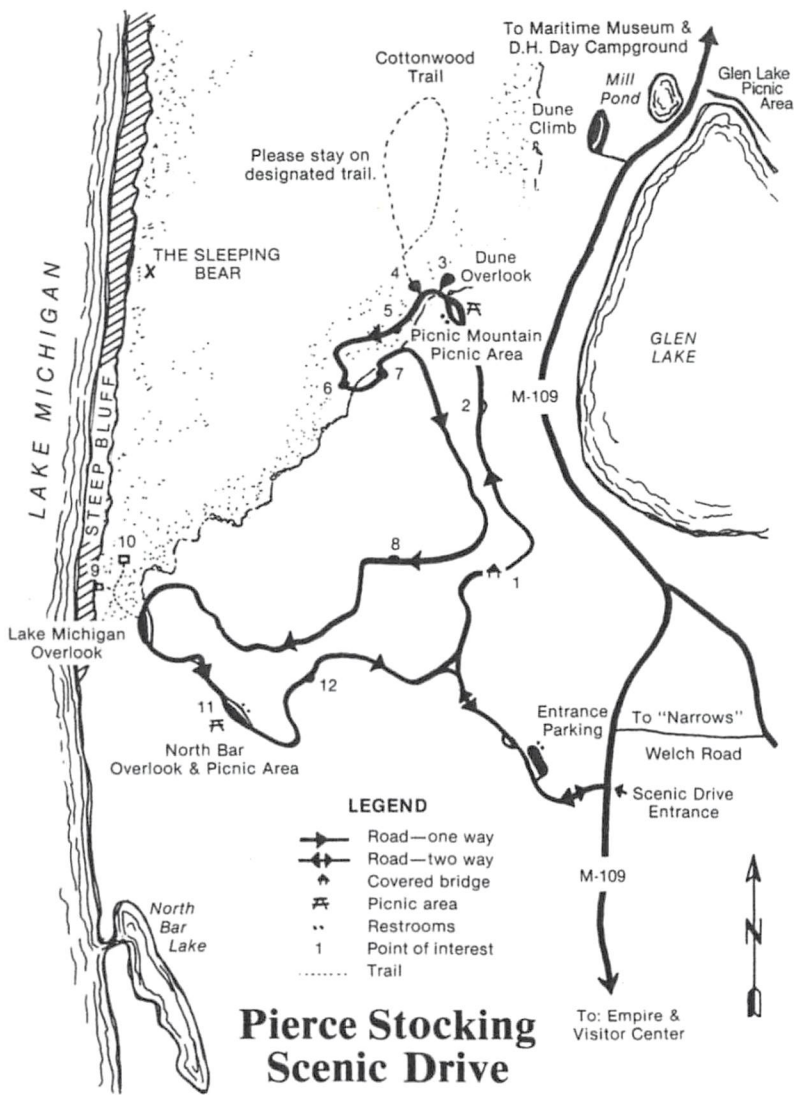 To Maritime Museum &
D.H. Day Campground
Cottonwood
Trail
Mill
Pond
Glen Lake
Picnic
Area
Dune
Climb
Please stay on
designated trail.
THE SLEEPING
BEAR
X
4
3
Dune
Overlook
5
Picnic Mountain
Picnic Area
GLEN
LAKE
6
7
2
M-109
LAKE MICHIGAN
STEEP BLUFF
8
10
9
1
Lake Michigan
Overlook
12
11
North Bar
Overlook & Picnic Area
Entrance
Parking
To "Narrows"
Welch Road
Scenic Drive
Entrance
LEGEND
Road—one way
Road—two way
Covered bridge
Picnic area
Restrooms
1 Point of interest
Trail
M-109
North
Bar
Lake
N
To: Empire &
Visitor Center
Pierce Stocking
Scenic Drive